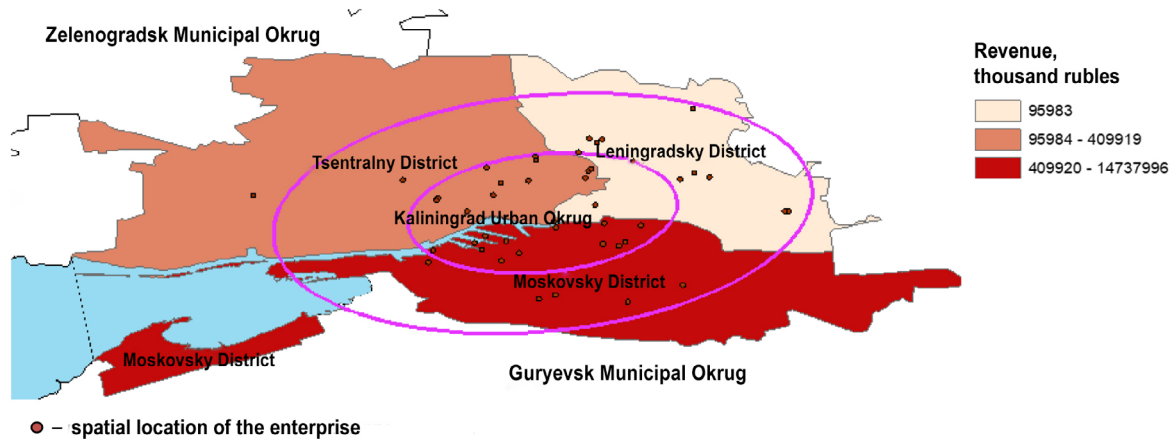 Zelenogradsk Municipal Okrug
Revenue,
thousand rubles
95983
95984 - 409919
409920 - 14737996
Tsentralny District
Leningradsky District
Kaliningrad Urban Okrug
Moskovsky District
Moskovsky District
Guryevsk Municipal Okrug
– spatial location of the enterprise